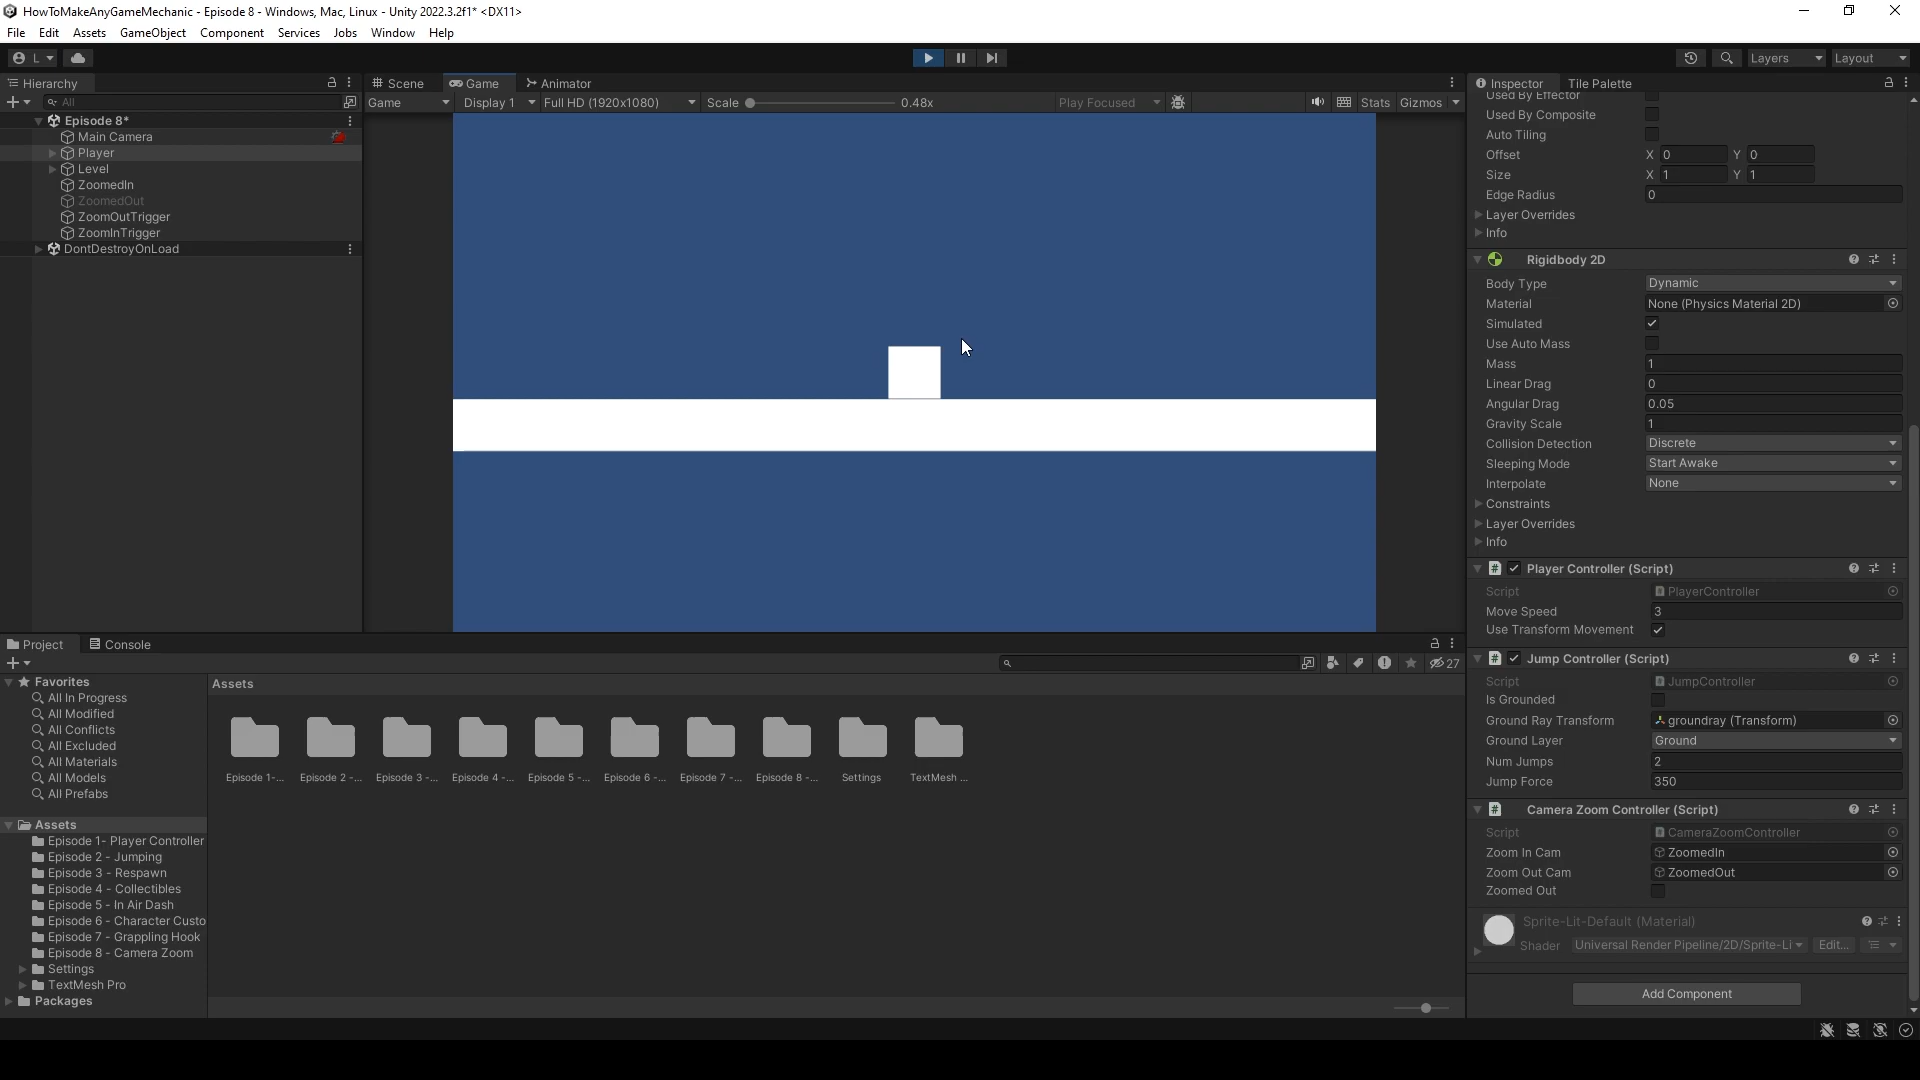 HowToMakeAnyGameMechanic - Episode 8 - Windows, Mac, Linux - Unity 2022.3.2f1* <DX11>
File Edit Assets GameObject Component Services Jobs Window Help
L Layers Layout
Hierarchy Scene Game Animator Inspector Tile Palette
All Game Display 1 Full HD (1920x1080) Scale 0.48x Play Focused Stats Gizmos
Episode 8*
Main Camera
Player
Level
ZoomedIn
ZoomedOut
ZoomOutTrigger
ZoomInTrigger
DontDestroyOnLoad
Used By Effector
Used By Composite
Auto Tiling
Offset X 0 Y 0
Size X 1 Y 1
Edge Radius 0
Layer Overrides
Info
Rigidbody 2D
Body Type Dynamic
Material None (Physics Material 2D)
Simulated
Use Auto Mass
Mass 1
Linear Drag 0
Angular Drag 0.05
Gravity Scale 1
Collision Detection Discrete
Sleeping Mode Start Awake
Interpolate None
Constraints
Layer Overrides
Info
Player Controller (Script)
Script PlayerController
Move Speed 3
Use Transform Movement
Jump Controller (Script)
Script JumpController
Is Grounded
Ground Ray Transform groundray (Transform)
Ground Layer Ground
Num Jumps 2
Jump Force 350
Camera Zoom Controller (Script)
Script CameraZoomController
Zoom In Cam ZoomedIn
Zoom Out Cam ZoomedOut
Zoomed Out
Sprite-Lit-Default (Material)
Shader Universal Render Pipeline/2D/Sprite-Li Edit...
Add Component
Project Console
27
Favorites
All In Progress
All Modified
All Conflicts
All Excluded
All Materials
All Models
All Prefabs
Assets
Episode 1- Player Controller
Episode 2 - Jumping
Episode 3 - Respawn
Episode 4 - Collectibles
Episode 5 - In Air Dash
Episode 6 - Character Custo
Episode 7 - Grappling Hook
Episode 8 - Camera Zoom
Settings
TextMesh Pro
Packages
Assets
Episode 1-... Episode 2 -... Episode 3 -... Episode 4 -... Episode 5 -... Episode 6 -... Episode 7 -... Episode 8 -... Settings TextMesh ...